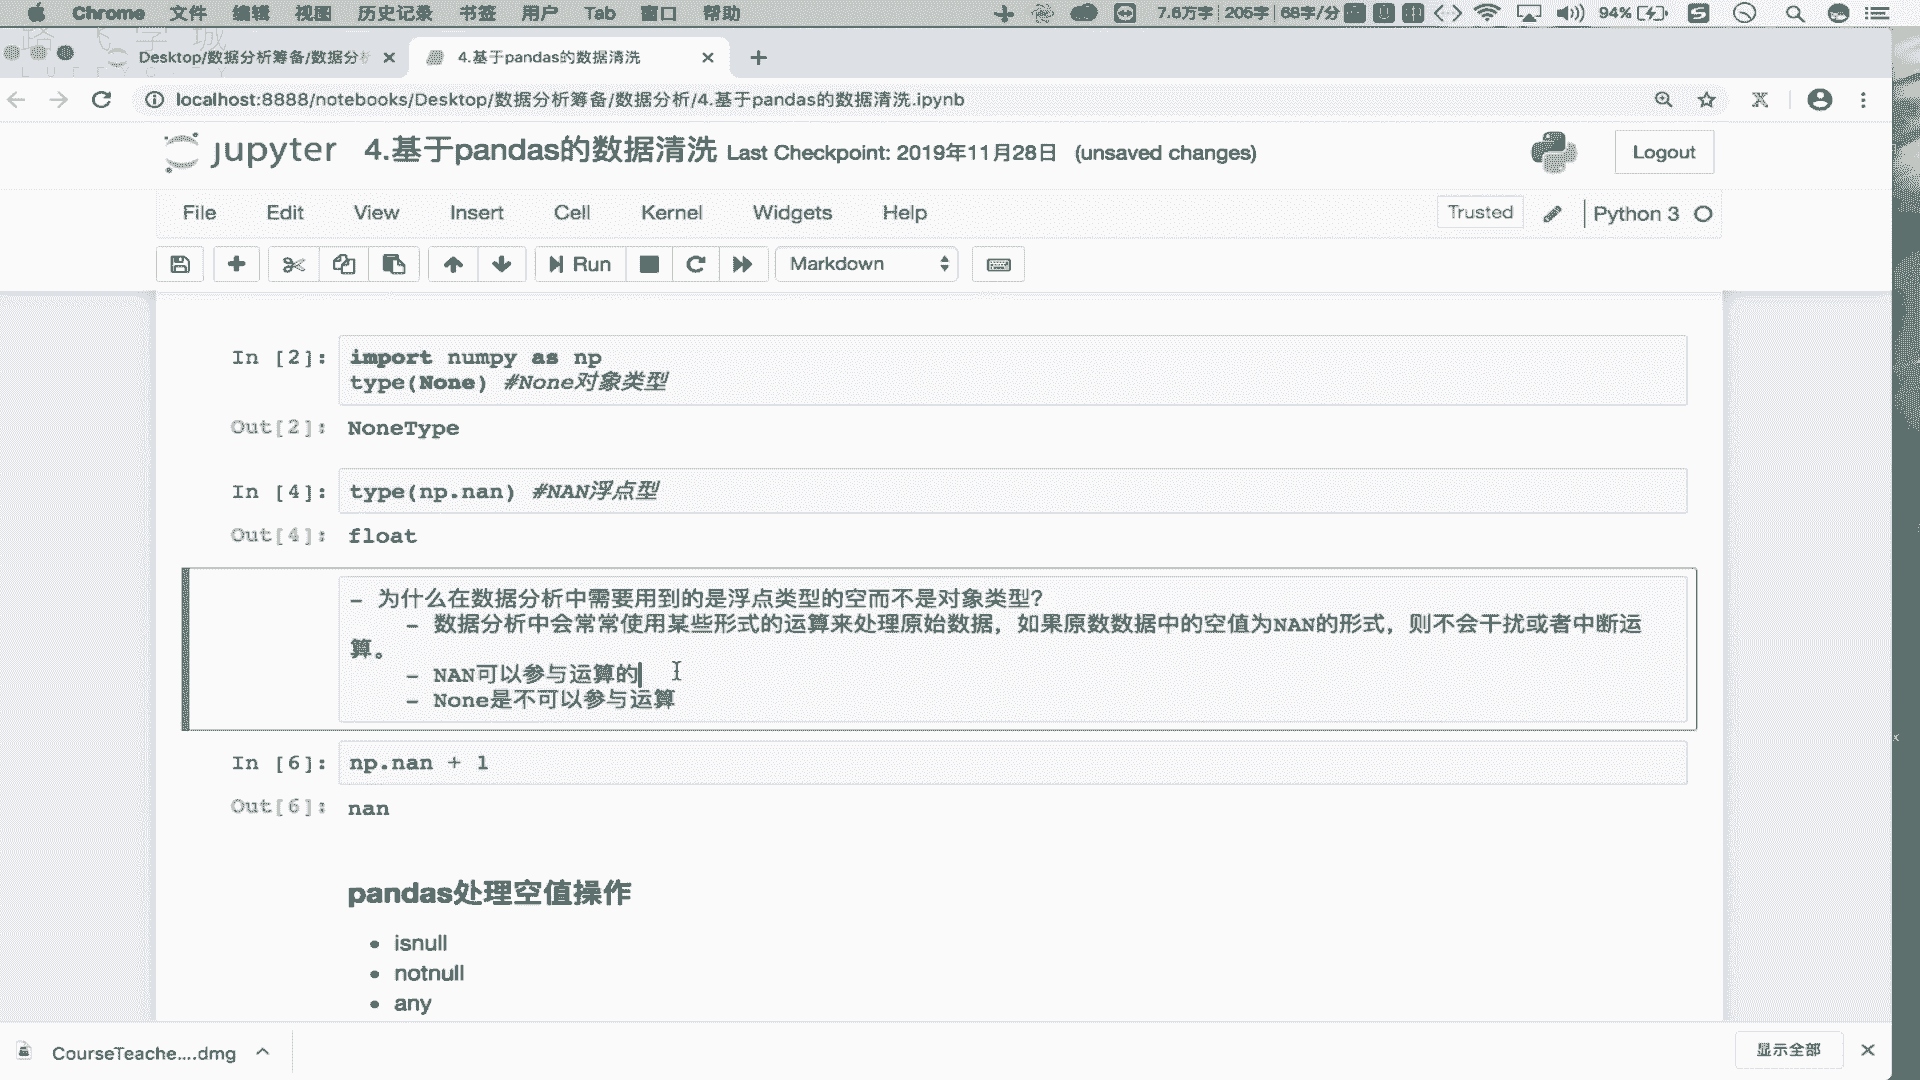 Chrome 文件 编辑 视图 历史记录 书签 用户 Tab 窗口 帮助 7.6万字 205字 68字/分 94%
Desktop/数据分析筹备/数据分 4.基于pandas的数据清洗
localhost:8888/notebooks/Desktop/数据分析筹备/数据分析/4.基于pandas的数据清洗.ipynb
jupyter 4.基于pandas的数据清洗 Last Checkpoint: 2019年11月28日 (unsaved changes) Logout
File Edit View Insert Cell Kernel Widgets Help Trusted Python 3
Run Markdown
In [2]: import numpy as np
type(None) #None对象类型
Out[2]: NoneType
In [4]: type(np.nan) #NAN浮点型
Out[4]: float
- 为什么在数据分析中需要用到的是浮点类型的空而不是对象类型?
- 数据分析中会常常使用某些形式的运算来处理原始数据，如果原数数据中的空值为NAN的形式，则不会干扰或者中断运
算。
- NAN可以参与运算的
- None是不可以参与运算
In [6]: np.nan + 1
Out[6]: nan
pandas处理空值操作
• isnull
• notnull
• any
CourseTeache....dmg 显示全部